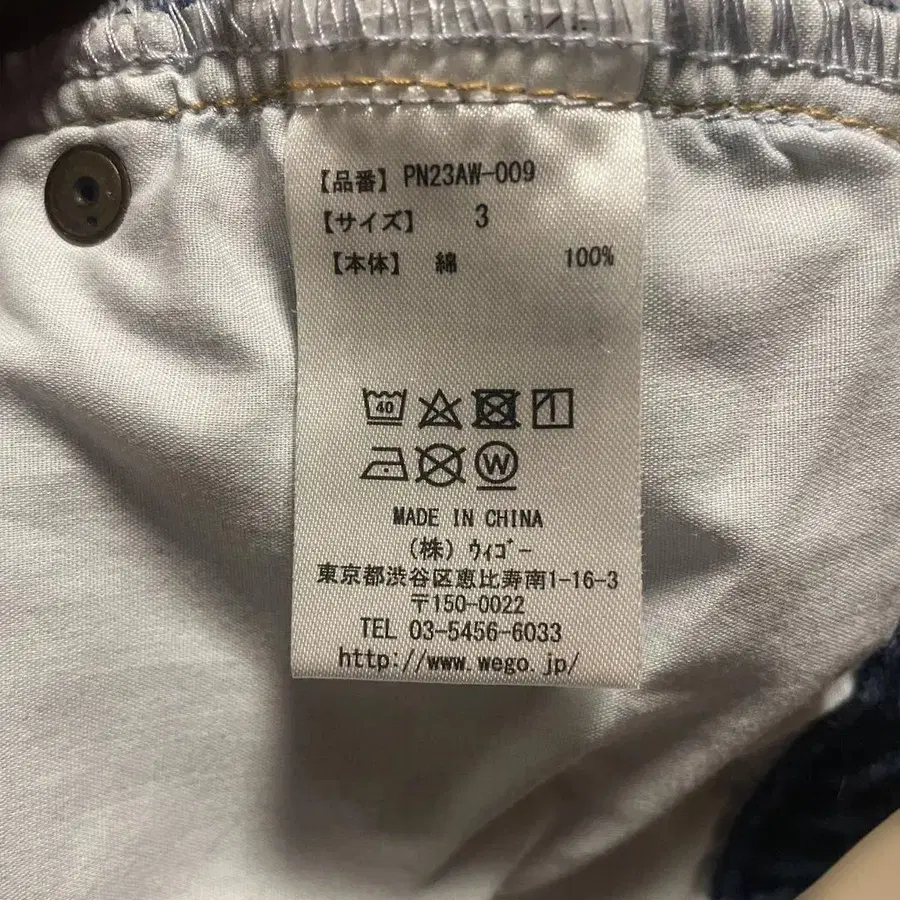 【品番】 PN23AW-009
【サイズ】 3
【本体】 綿 100%
40
W
MADE IN CHINA
(株) ウィゴー
東京都渋谷区恵比寿南1-16-3
〒150-0022
TEL 03-5456-6033
http://www.wego.jp/